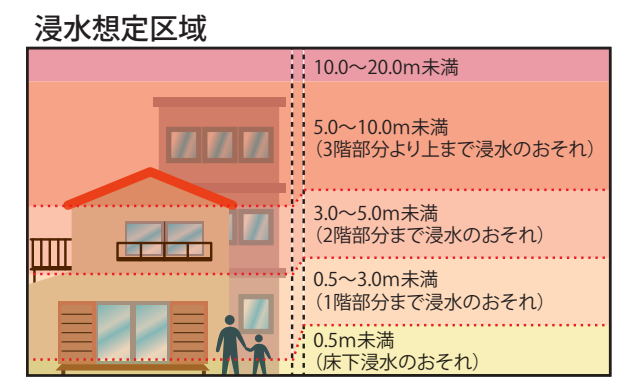 浸水想定区域
10.0～20.0m未満
5.0～10.0m未満
（3階部分より上まで浸水のおそれ）
3.0～5.0m未満
（2階部分まで浸水のおそれ）
0.5～3.0m未満
（1階部分まで浸水のおそれ）
0.5m未満
（床下浸水のおそれ）